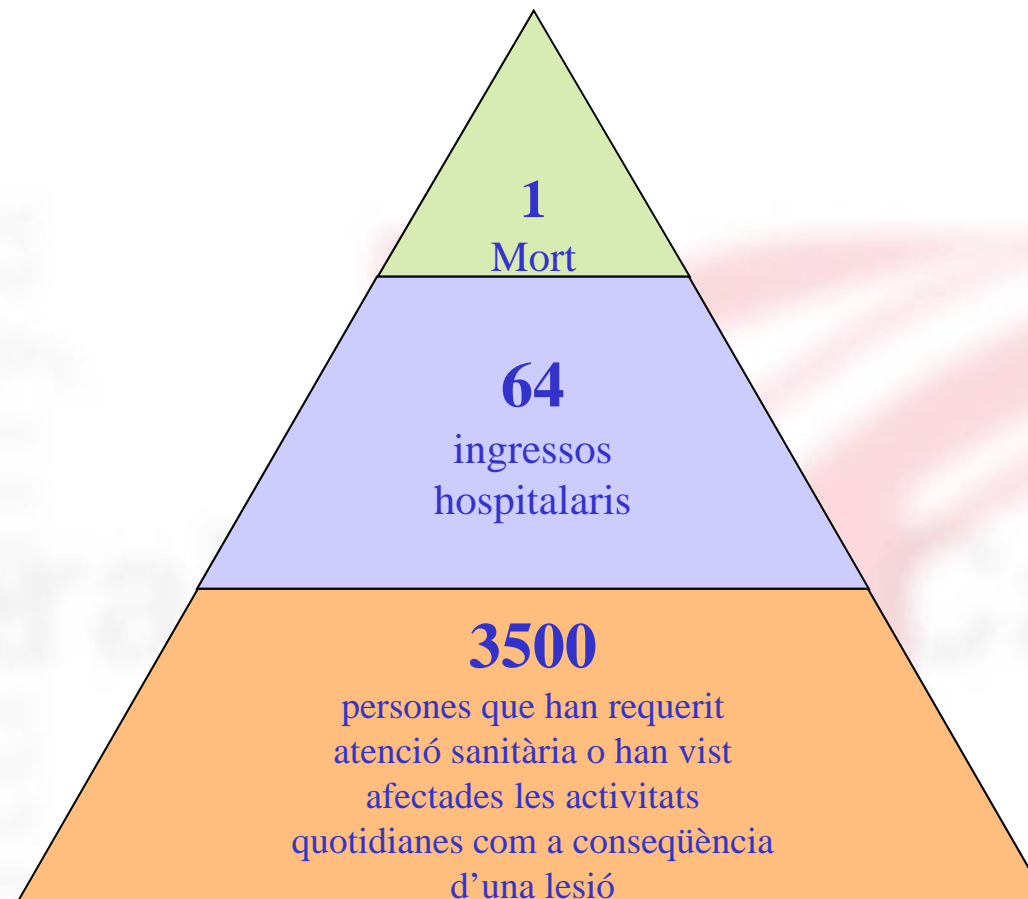 1
Mort
64
ingressos
hospitalaris
3500
persones que han requerit
atenció sanitària o han vist
afectades les activitats
quotidianes com a conseqüència
d’una lesió